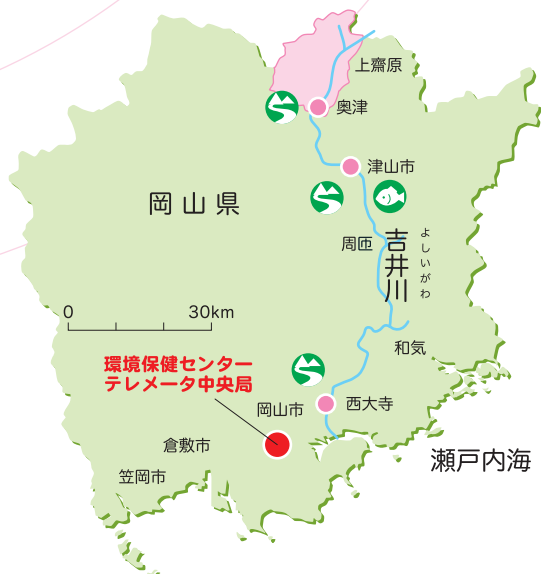 上齋原
奥津
津山市
岡山県
周匝
吉井川
よしいがわ
0 30km
和気
環境保健センター
テレメータ中央局
岡山市
西大寺
倉敷市
瀬戸内海
笠岡市